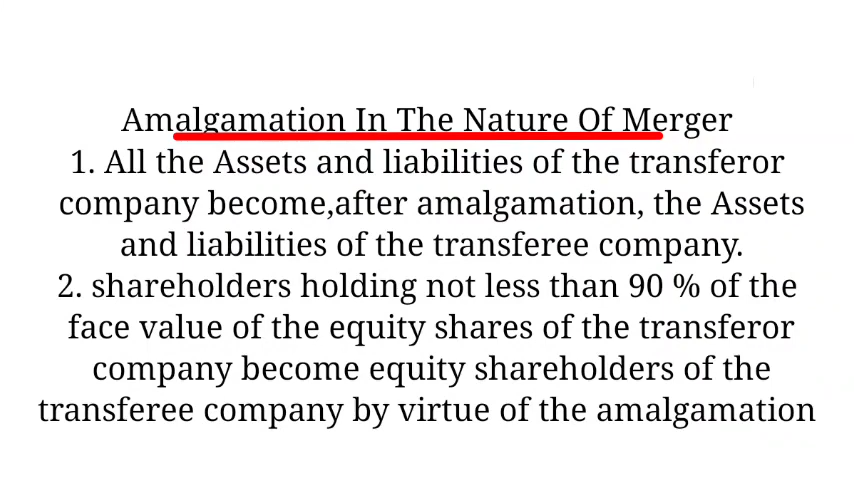 Amalgamation In The Nature Of Merger
1. All the Assets and liabilities of the transferor
company become,after amalgamation, the Assets
and liabilities of the transferee company.
2. shareholders holding not less than 90 % of the
face value of the equity shares of the transferor
company become equity shareholders of the
transferee company by virtue of the amalgamation